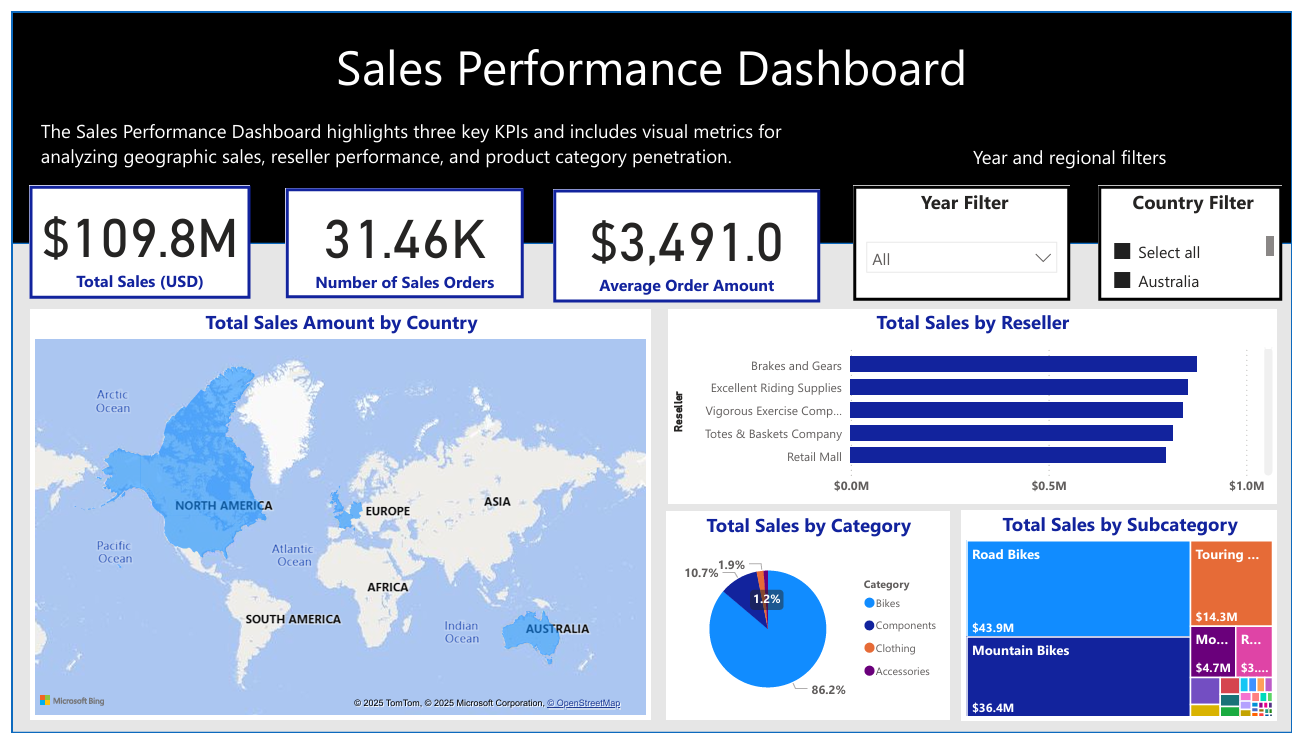 Sales Performance Dashboard
The Sales Performance Dashboard highlights three key KPIs and includes visual metrics for
analyzing geographic sales, reseller performance, and product category penetration.
Year and regional filters
$109.8M
Total Sales (USD)
31.46K
Number of Sales Orders
$3,491.0
Average Order Amount
Year Filter
All
Country Filter
Select all
Australia
Total Sales Amount by Country
Arctic
Ocean
NORTH AMERICA
EUROPE
ASIA
Pacific
Ocean
Atlantic
Ocean
AFRICA
SOUTH AMERICA
Indian
Ocean
AUSTRALIA
Microsoft Bing
© 2025 TomTom, © 2025 Microsoft Corporation, © OpenStreetMap
Total Sales by Reseller
Reseller
Brakes and Gears
Excellent Riding Supplies
Vigorous Exercise Comp...
Totes & Baskets Company
Retail Mall
$0.0M
$0.5M
$1.0M
Total Sales by Category
10.7%
1.9%
1.2%
86.2%
Category
Bikes
Components
Clothing
Accessories
Total Sales by Subcategory
Road Bikes
$43.9M
Mountain Bikes
$36.4M
Touring ...
$14.3M
Mo...
$4.7M
R...
$3....